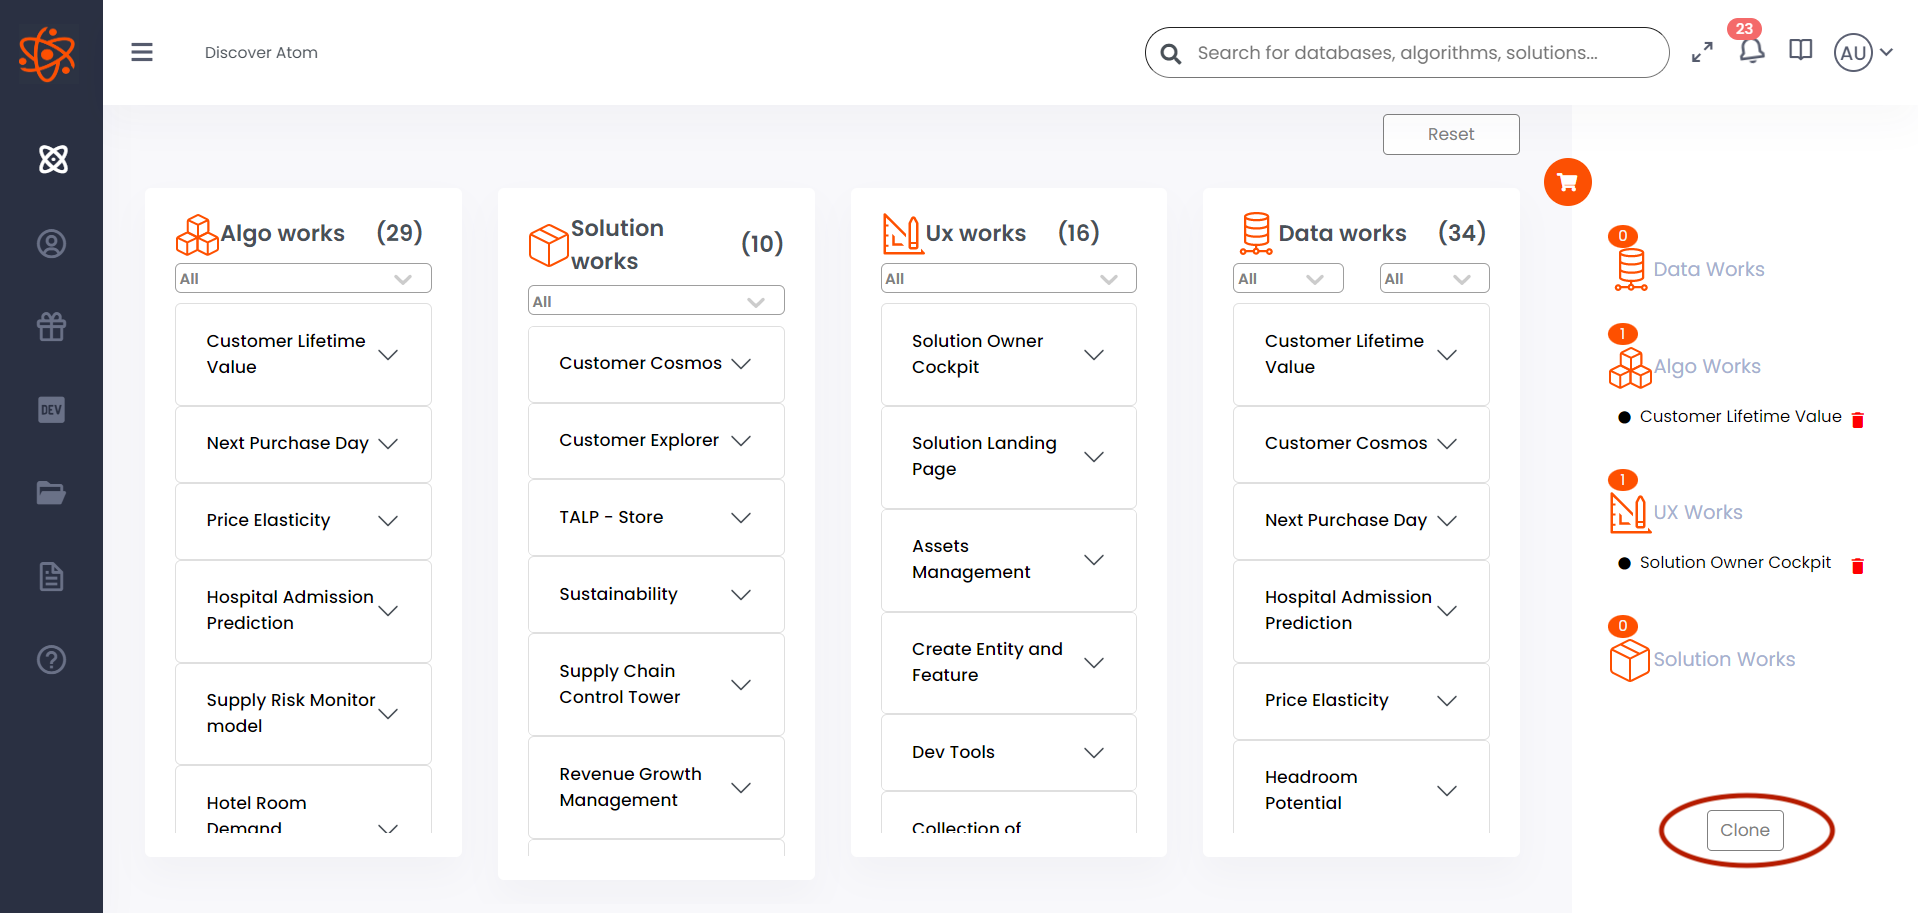 Discover Atom
Search for databases, algorithms, solutions...
23
AU
Reset
DEV
Algo works (29)
All
Customer Lifetime
Value
Next Purchase Day
Price Elasticity
Hospital Admission
Prediction
Supply Risk Monitor
model
Hotel Room
Demand
Solution
works
(10)
All
Customer Cosmos
Customer Explorer
TALP - Store
Sustainability
Supply Chain
Control Tower
Revenue Growth
Management
Ux works (16)
All
Solution Owner
Cockpit
Solution Landing
Page
Assets
Management
Create Entity and
Feature
Dev Tools
Collection of
Data works (34)
All
All
Customer Lifetime
Value
Customer Cosmos
Next Purchase Day
Hospital Admission
Prediction
Price Elasticity
Headroom
Potential
0
Data Works
1
Algo Works
Customer Lifetime Value
1
UX Works
Solution Owner Cockpit
0
Solution Works
Clone